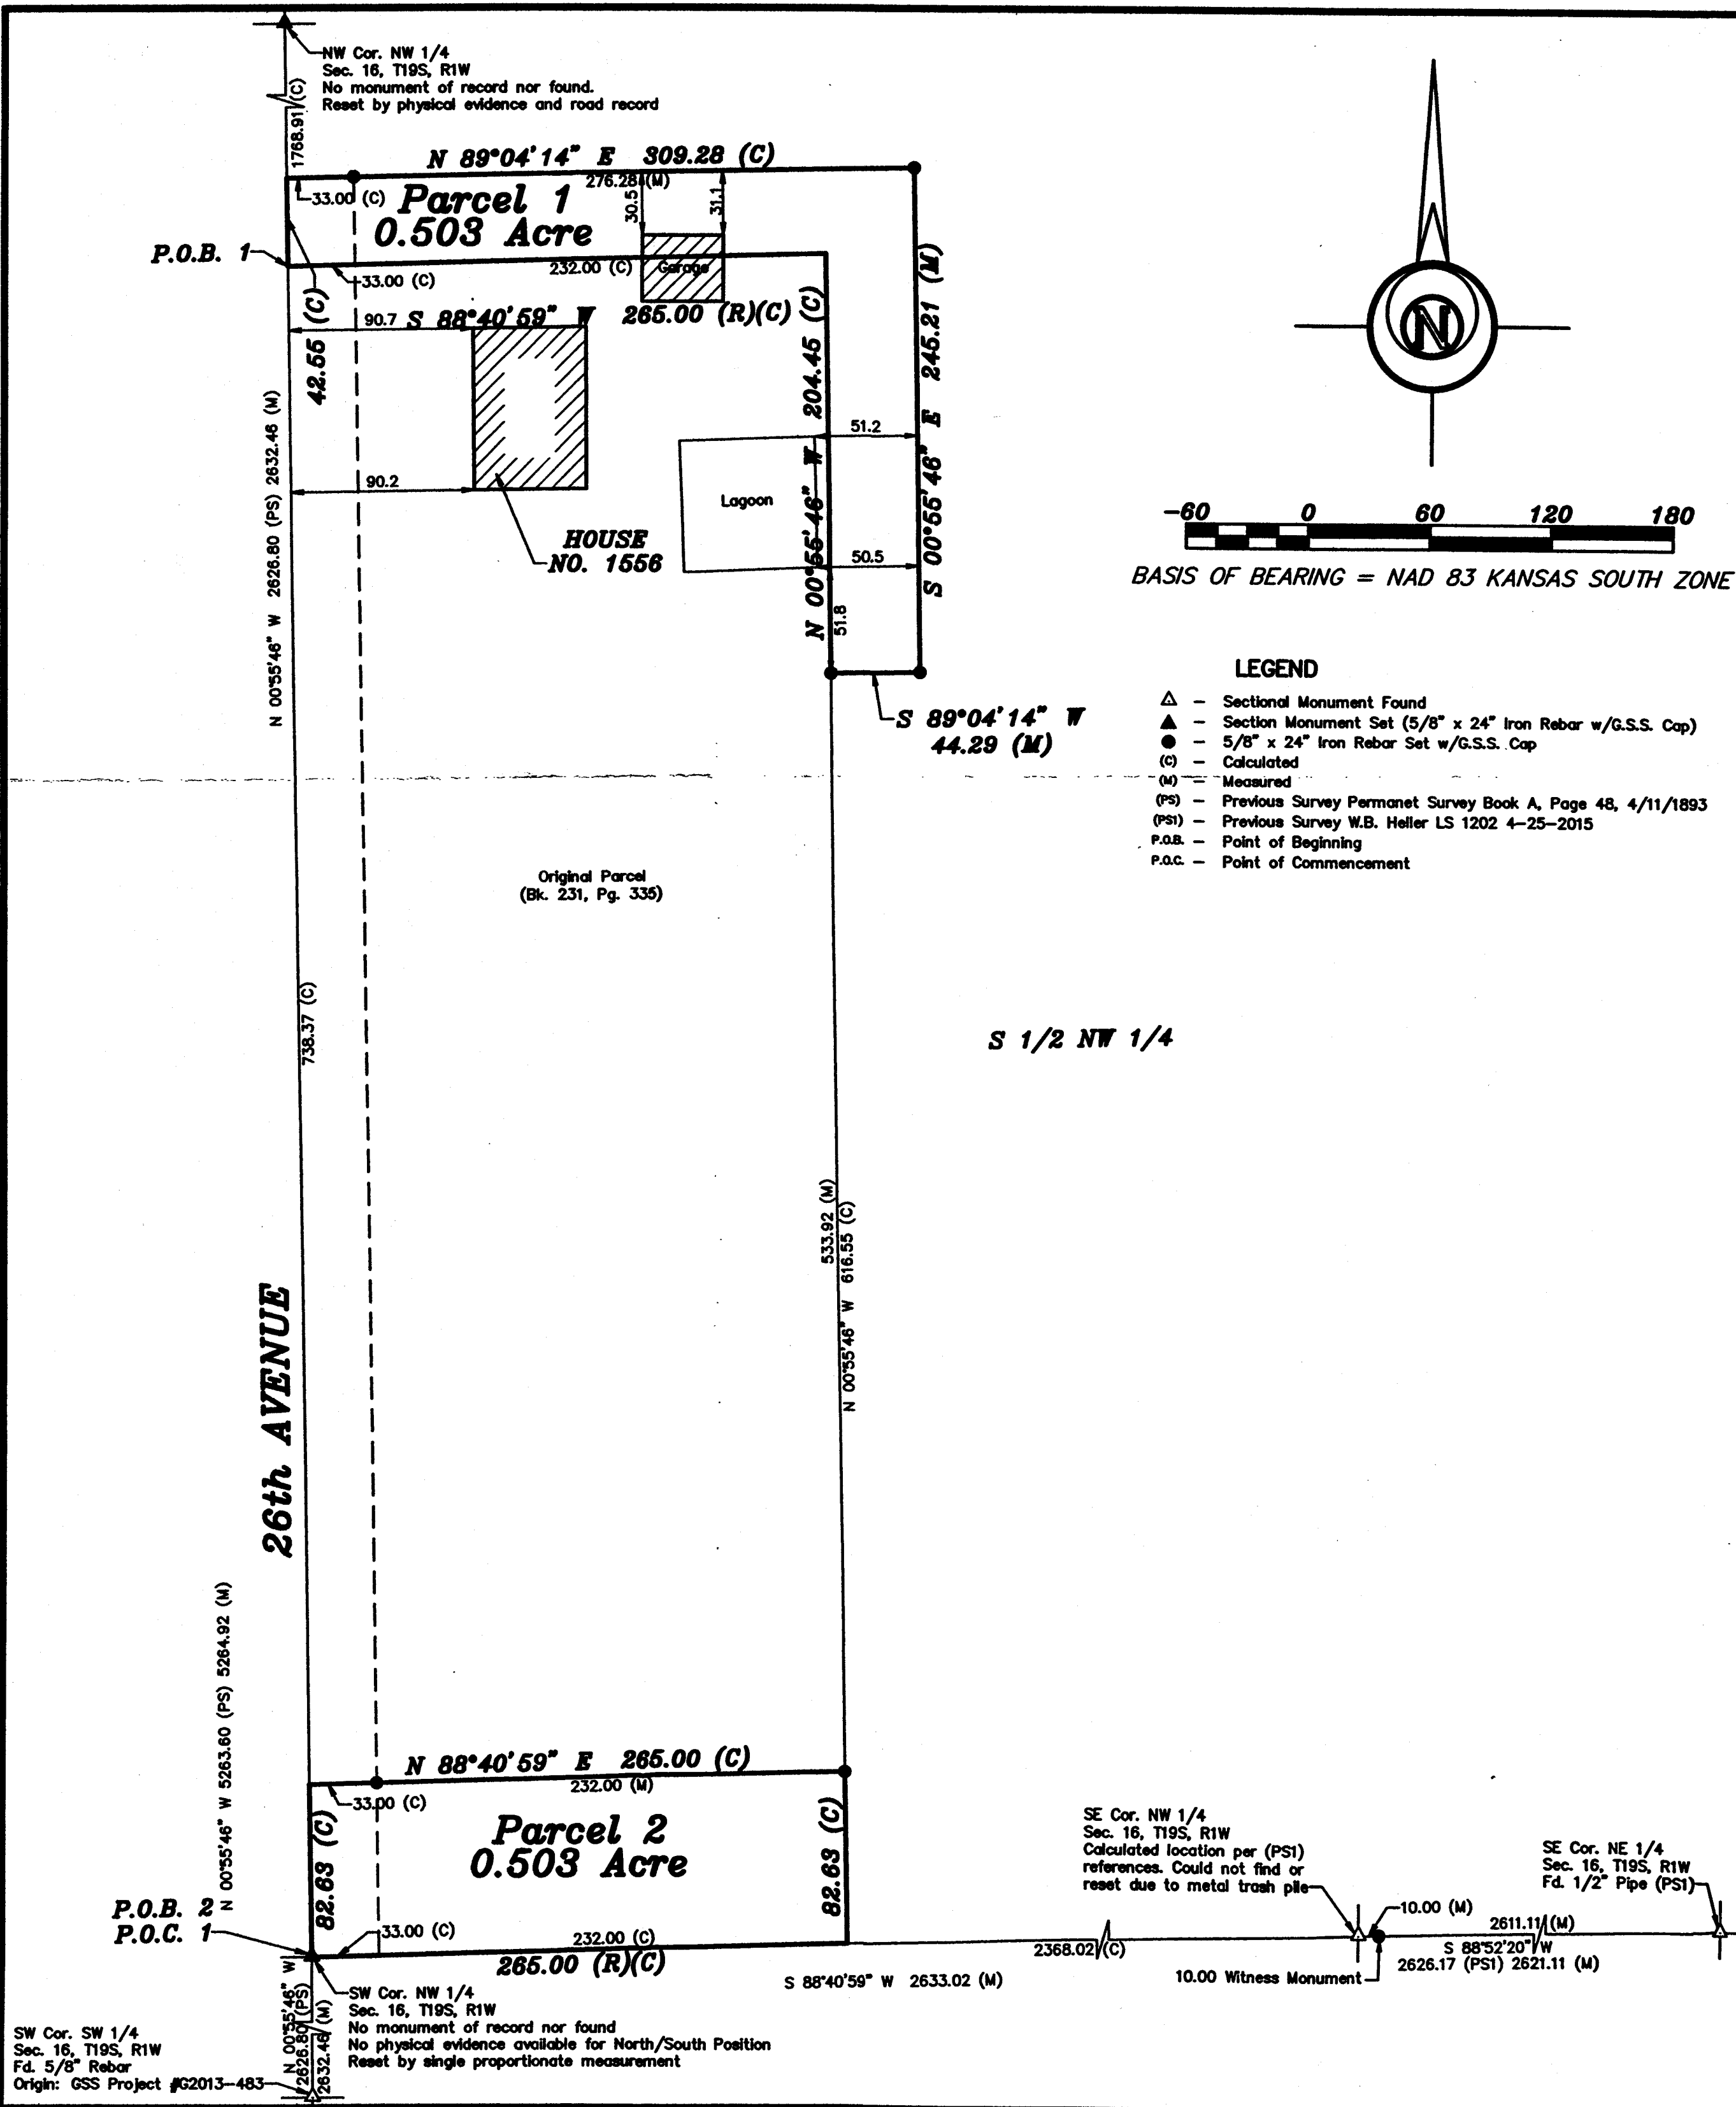 NW Cor. NW 1/4
Sec. 16, T19S, R1W
No monument of record nor found.
Reset by physical evidence and road record
1768.91 (C)
N 89°04'14" E 309.28 (C)
276.28 (M)
33.00 (C)
Parcel 1
0.503 Acre
30.5
31.1
P.O.B. 1
33.00 (C)
232.00 (C)
Garage
S 88°40'59" W 265.00 (R)(C)
42.55 (C)
90.7
90.2
HOUSE
NO. 1556
Lagoon
N 00°55'46" W 204.45 (C)
S 00°55'46" E 245.21 (M)
51.2
50.5
51.8
S 89°04'14" W
44.29 (M)
N
-60 0 60 120 180
BASIS OF BEARING = NAD 83 KANSAS SOUTH ZONE
LEGEND
– Sectional Monument Found
– Section Monument Set (5/8" x 24" Iron Rebar w/G.S.S. Cap)
– 5/8" x 24" Iron Rebar Set w/G.S.S. Cap
(C) – Calculated
(M) – Measured
(PS) – Previous Survey Permanet Survey Book A, Page 48, 4/11/1893
(PS1) – Previous Survey W.B. Heller LS 1202 4-25-2015
P.O.B. – Point of Beginning
P.O.C. – Point of Commencement
N 00°55'46" W 2626.80 (PS) 2632.46 (M)
Original Parcel
(Bk. 231, Pg. 335)
738.37 (C)
S 1/2 NW 1/4
533.92 (M)
N 00°55'46" W 616.55 (C)
26th AVENUE
N 00°55'46" W 5263.60 (PS) 5264.92 (M)
N 88°40'59" E 265.00 (C)
232.00 (M)
33.00 (C)
Parcel 2
0.503 Acre
82.63 (C)
82.63 (C)
P.O.B. 2
P.O.C. 1
33.00 (C)
232.00 (C)
265.00 (R)(C)
SE Cor. NW 1/4
Sec. 16, T19S, R1W
Calculated location per (PS1)
references. Could not find or
reset due to metal trash pile
SE Cor. NE 1/4
Sec. 16, T19S, R1W
Fd. 1/2" Pipe (PS1)
10.00 (M)
2611.11 (M)
2368.02 (C)
S 88°52'20" W
2626.17 (PS1) 2621.11 (M)
10.00 Witness Monument
S 88°40'59" W 2633.02 (M)
SW Cor. NW 1/4
Sec. 16, T19S, R1W
No monument of record nor found
No physical evidence available for North/South Position
Reset by single proportionate measurement
N 00°55'46" W
2626.80 (PS)
2632.46 (M)
SW Cor. SW 1/4
Sec. 16, T19S, R1W
Fd. 5/8" Rebar
Origin: GSS Project #G2013-483